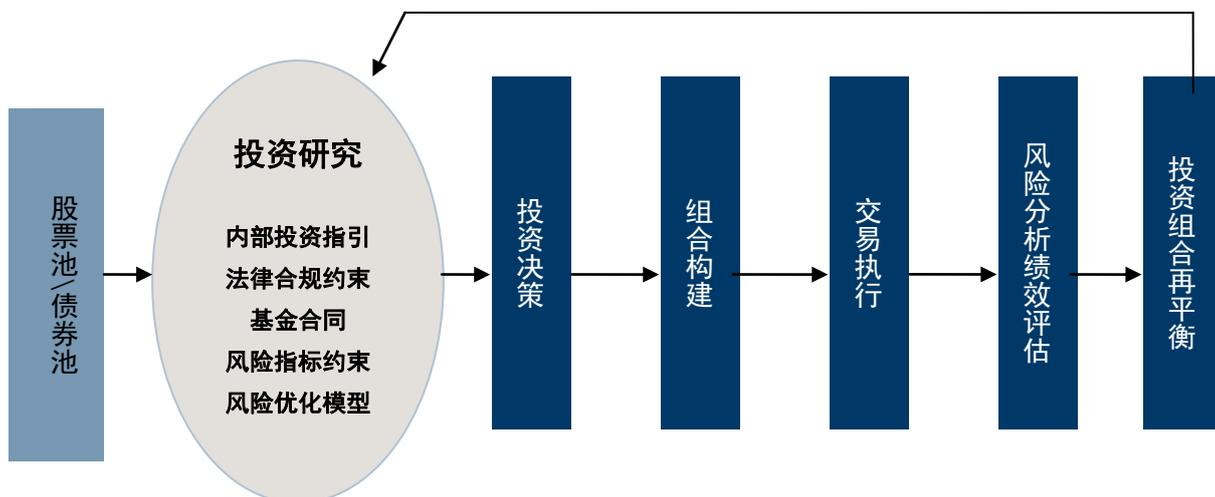 股票池\债券池
投资研究
内部投资指引
法律合规约束
基金合同
风险指标约束
风险优化模型
投资决策
组合构建
交易执行
风险分析绩效评估
投资组合再平衡